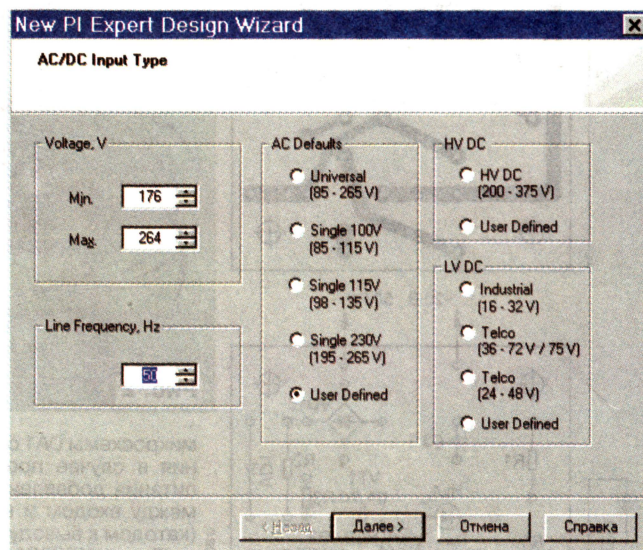 New PI Expert Design Wizard
AC/DC Input Type
Voltage, V
Min. 176
Max. 264
Line Frequency, Hz
50
AC Defaults
Universal
(85 - 265 V)
Single 100V
(85 - 115 V)
Single 115V
(98 - 135 V)
Single 230V
(195 - 265 V)
User Defined
HV DC
HV DC
(200 - 375 V)
User Defined
LV DC
Industrial
(16 - 32 V)
Telco
(36 - 72 V / 75 V)
Telco
(24 - 48 V)
User Defined
< Назад
Далее >
Отмена
Справка